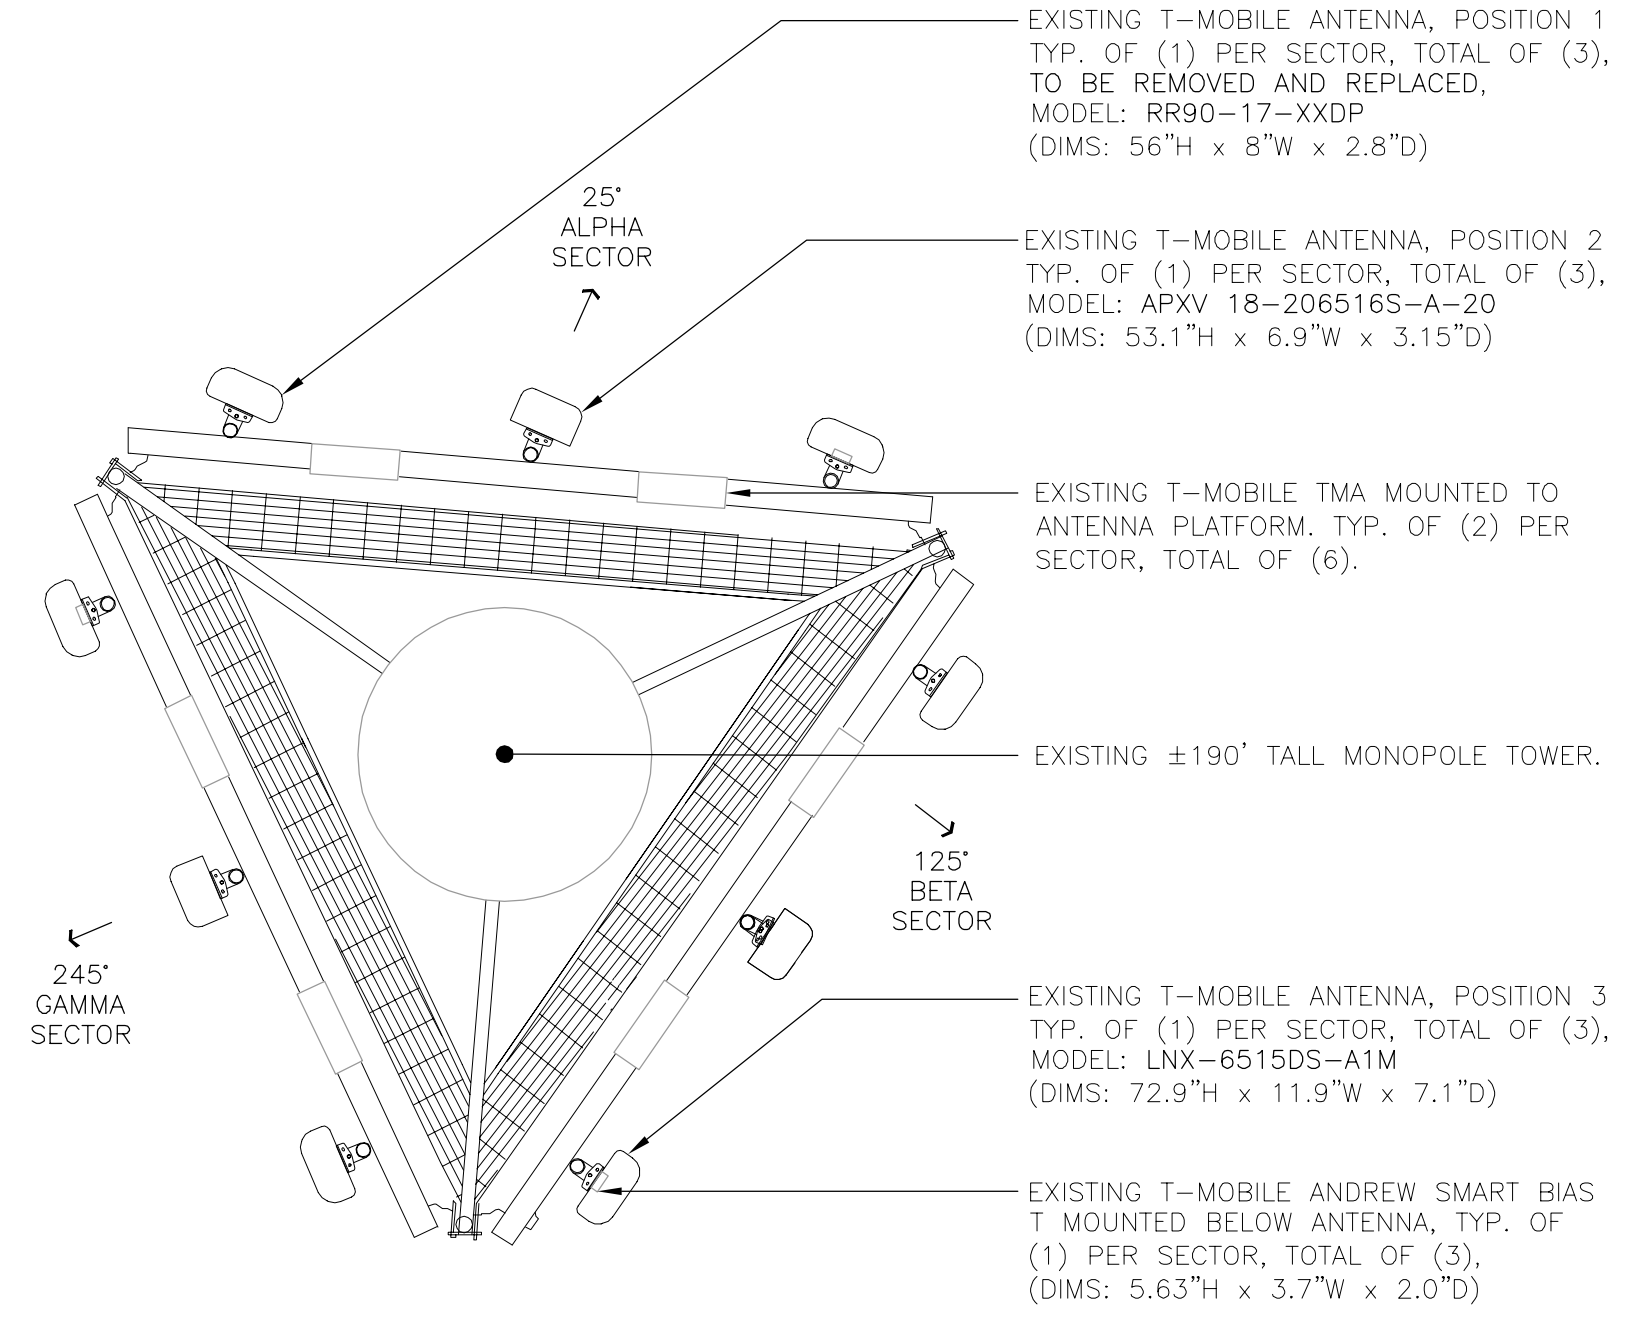 EXISTING T-MOBILE ANTENNA, POSITION 1
TYP. OF (1) PER SECTOR, TOTAL OF (3),
TO BE REMOVED AND REPLACED,
MODEL: RR90-17-XXDP
(DIMS: 56"H x 8"W x 2.8"D)
25°
ALPHA
SECTOR
EXISTING T-MOBILE ANTENNA, POSITION 2
TYP. OF (1) PER SECTOR, TOTAL OF (3),
MODEL: APXV 18-206516S-A-20
(DIMS: 53.1"H x 6.9"W x 3.15"D)
EXISTING T-MOBILE TMA MOUNTED TO
ANTENNA PLATFORM. TYP. OF (2) PER
SECTOR, TOTAL OF (6).
EXISTING ±190' TALL MONOPOLE TOWER.
125°
BETA
SECTOR
245°
GAMMA
SECTOR
EXISTING T-MOBILE ANTENNA, POSITION 3
TYP. OF (1) PER SECTOR, TOTAL OF (3),
MODEL: LNX-6515DS-A1M
(DIMS: 72.9"H x 11.9"W x 7.1"D)
EXISTING T-MOBILE ANDREW SMART BIAS
T MOUNTED BELOW ANTENNA, TYP. OF
(1) PER SECTOR, TOTAL OF (3),
(DIMS: 5.63"H x 3.7"W x 2.0"D)